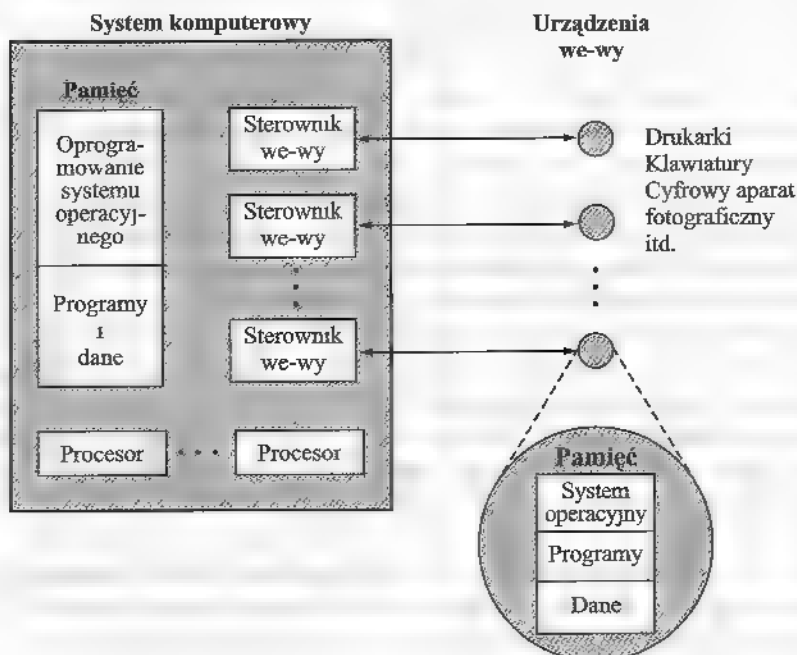 System komputerowy
Urządzenia
we-wy
Pamięć
Oprogra-
mowanie
systemu
operacyj-
nego
Programy
i
dane
Sterownik
we-wy
Sterownik
we-wy
Sterownik
we-wy
Procesor
Procesor
Drukarki
Klawiatury
Cyfrowy aparat
fotograficzny
itd.
Pamięć
System
operacyjny
Programy
Dane